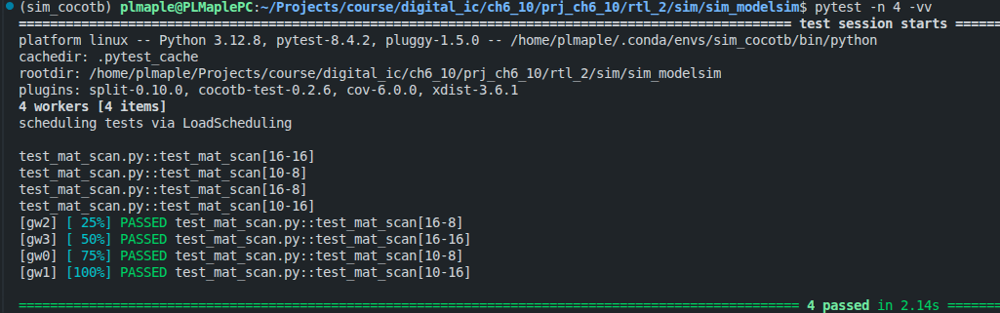 (sim_cocotb) plmaple@PLMaplePC:~/Projects/course/digital_ic/ch6_10/prj_ch6_10/rtl_2/sim/sim_modelsim$ pytest -n 4 -vv
=================================================================================================== test session starts ======
platform linux -- Python 3.12.8, pytest-8.4.2, pluggy-1.5.0 -- /home/plmaple/.conda/envs/sim_cocotb/bin/python
cachedir: .pytest_cache
rootdir: /home/plmaple/Projects/course/digital_ic/ch6_10/prj_ch6_10/rtl_2/sim/sim_modelsim
plugins: split-0.10.0, cocotb-test-0.2.6, cov-6.0.0, xdist-3.6.1
4 workers [4 items]
scheduling tests via LoadScheduling
test_mat_scan.py::test_mat_scan[16-16]
test_mat_scan.py::test_mat_scan[10-8]
test_mat_scan.py::test_mat_scan[16-8]
test_mat_scan.py::test_mat_scan[10-16]
[gw2] [ 25%] PASSED test_mat_scan.py::test_mat_scan[16-8]
[gw3] [ 50%] PASSED test_mat_scan.py::test_mat_scan[16-16]
[gw0] [ 75%] PASSED test_mat_scan.py::test_mat_scan[10-8]
[gw1] [100%] PASSED test_mat_scan.py::test_mat_scan[10-16]
==================================================================================================== 4 passed in 2.14s =======